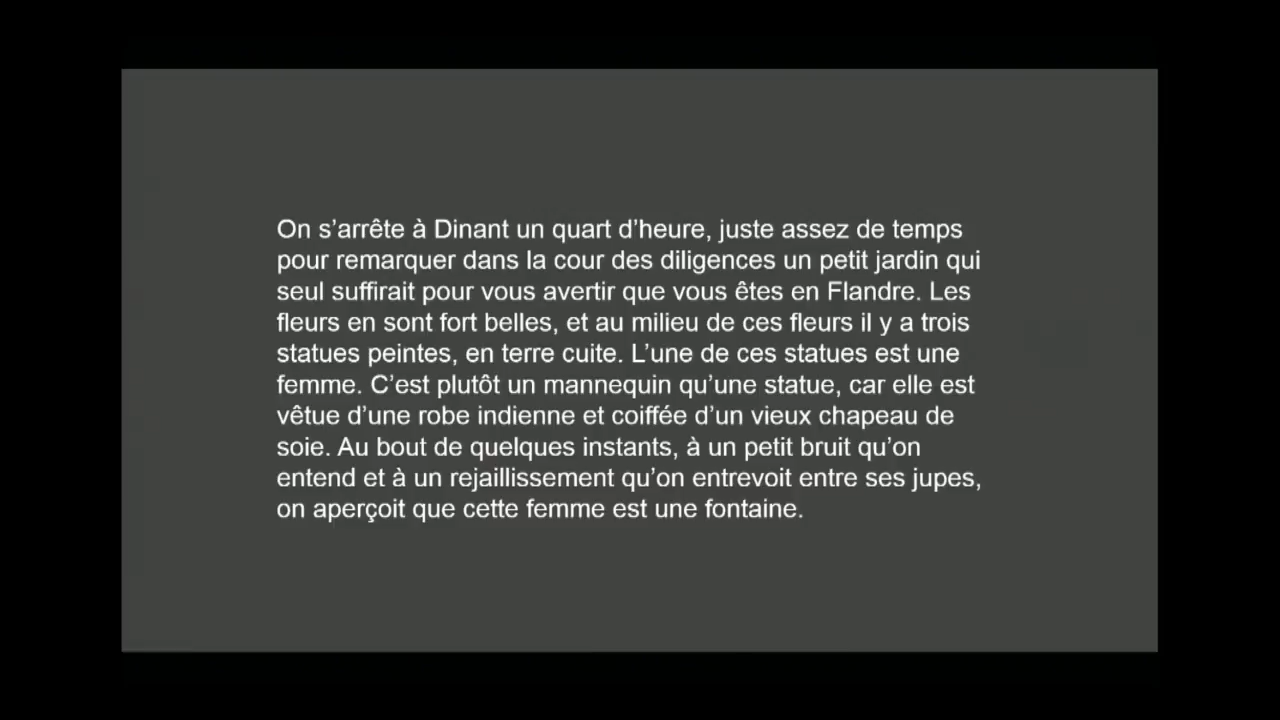 On s’arrête à Dinant un quart d’heure, juste assez de temps
pour remarquer dans la cour des diligences un petit jardin qui
seul suffirait pour vous avertir que vous êtes en Flandre. Les
fleurs en sont fort belles, et au milieu de ces fleurs il y a trois
statues peintes, en terre cuite. L’une de ces statues est une
femme. C’est plutôt un mannequin qu’une statue, car elle est
vêtue d’une robe indienne et coiffée d’un vieux chapeau de
soie. Au bout de quelques instants, à un petit bruit qu’on
entend et à un rejaillissement qu’on entrevoit entre ses jupes,
on aperçoit que cette femme est une fontaine.